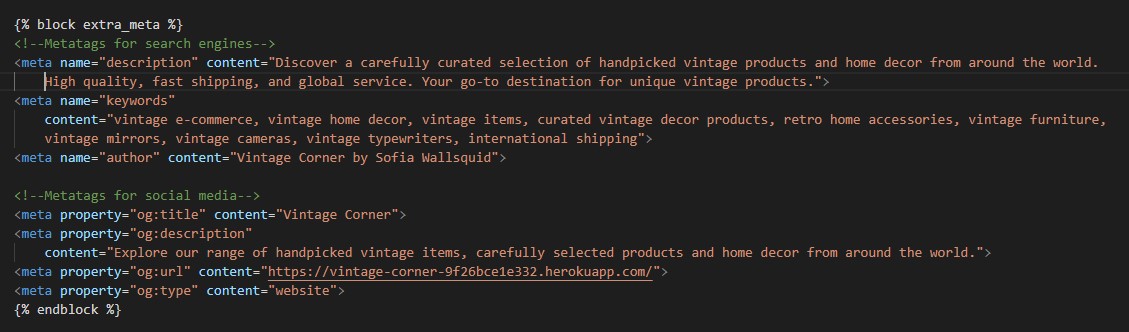 {% block extra_meta %}
<!--Metatags for search engines-->
<meta name="description" content="Discover a carefully curated selection of handpicked vintage products and home decor from around the world.
    High quality, fast shipping, and global service. Your go-to destination for unique vintage products.">
<meta name="keywords"
    content="vintage e-commerce, vintage home decor, vintage items, curated vintage decor products, retro home accessories, vintage furniture,
    vintage mirrors, vintage cameras, vintage typewriters, international shipping">
<meta name="author" content="Vintage Corner by Sofia Wallsquid">

<!--Metatags for social media-->
<meta property="og:title" content="Vintage Corner">
<meta property="og:description"
    content="Explore our range of handpicked vintage items, carefully selected products and home decor from around the world.">
<meta property="og:url" content="https://vintage-corner-9f26bce1e332.herokuapp.com/">
<meta property="og:type" content="website">
{% endblock %}